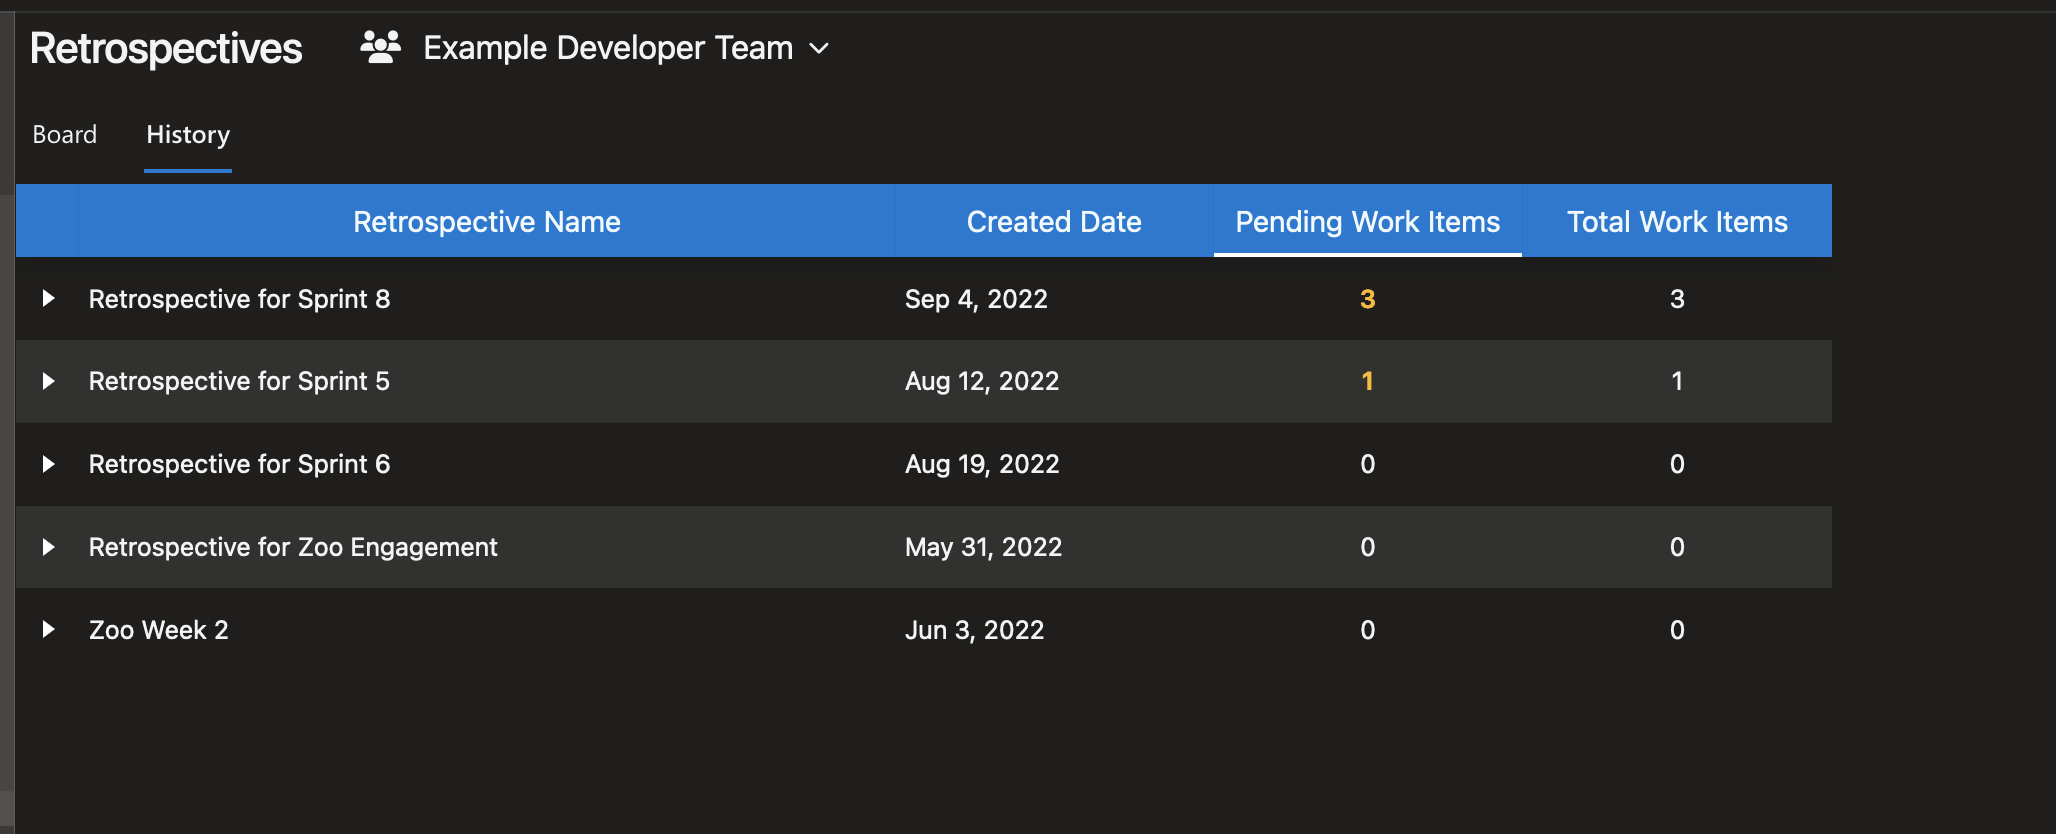 Retrospectives Example Developer Team
Board History
Retrospective Name Created Date Pending Work Items Total Work Items
Retrospective for Sprint 8 Sep 4, 2022 3 3
Retrospective for Sprint 5 Aug 12, 2022 1 1
Retrospective for Sprint 6 Aug 19, 2022 0 0
Retrospective for Zoo Engagement May 31, 2022 0 0
Zoo Week 2 Jun 3, 2022 0 0